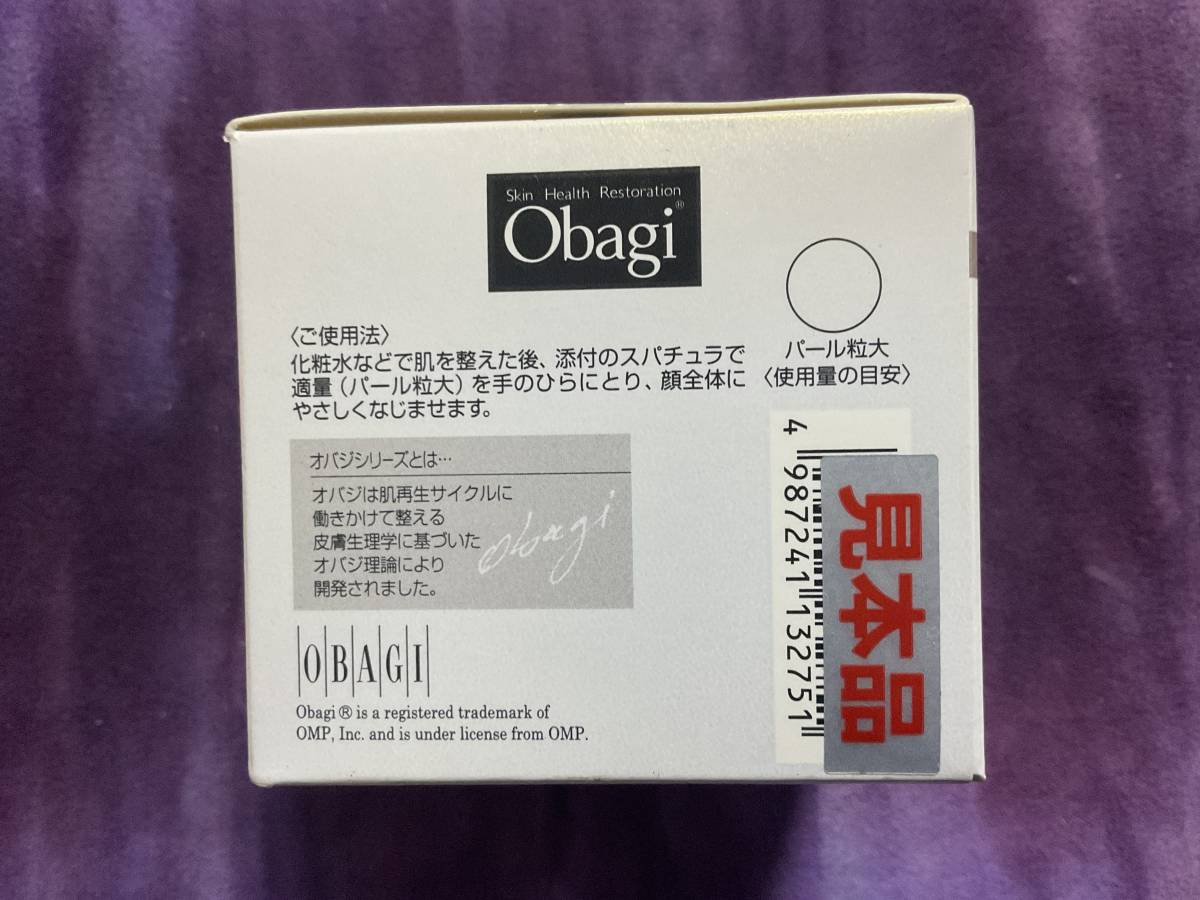 Skin Health Restoration
Obagi®
〈ご使用法〉
化粧水などで肌を整えた後、添付のスパチュラで
適量（パール粒大）を手のひらにとり、顔全体に
やさしくなじませます。
パール粒大
〈使用量の目安〉
オバジシリーズとは…
オバジは肌再生サイクルに
働きかけて整える
皮膚生理学に基づいた
オバジ理論により
開発されました。
obagi
OBAGI
Obagi® is a registered trademark of
OMP, Inc. and is under license from OMP.
4 987241 132751
見本品